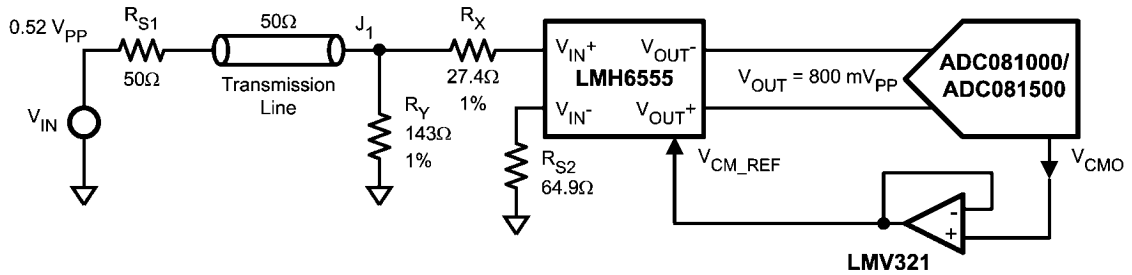 0.52 VPP
RS1
50Ω
50Ω
Transmission
Line
J1
RX
27.4Ω
1%
RY
143Ω
1%
VIN
VIN+
VOUT-
LMH6555
VIN-
VOUT+
RS2
64.9Ω
VOUT = 800 mVPP
ADC081000/
ADC081500
VCM_REF
VCMO
-
+
LMV321